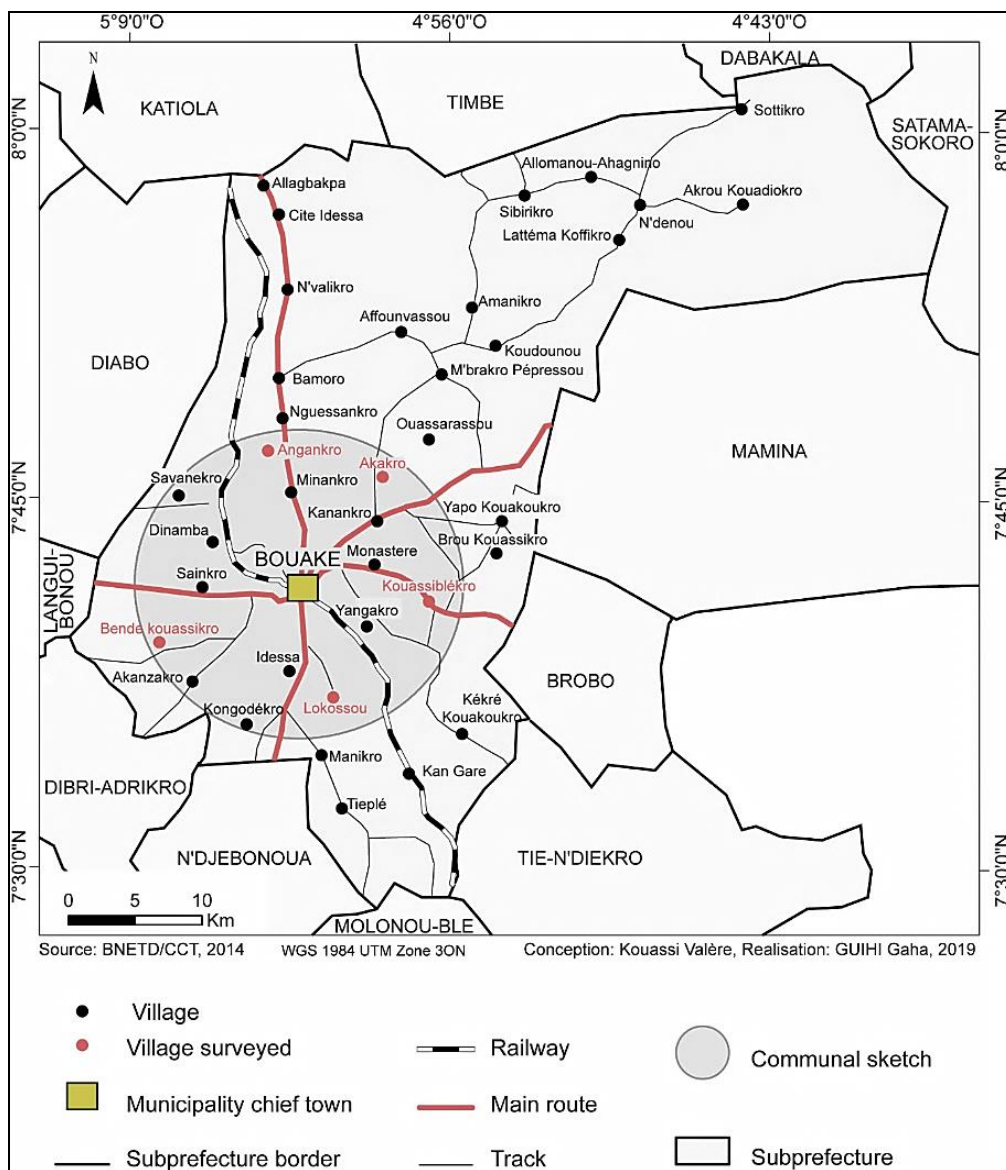 5°9'0"O
4°56'0"O
4°43'0"O
N
DABAKALA
KATIOLA
TIMBE
Sottikro
8°0'0"N
8°0'0"N
SATAMA-
SOKORO
Allomanou-Ahagnino
Allagbakpa
Akrou Kouadiokro
Sibirikro
N'denou
Cite Idessa
Lattéma Koffikro
N'valikro
Amanikro
Affounvassou
Koudounou
DIABO
M'brakro Pépressou
Bamoro
Nguessankro
Ouassarassou
Angankro
MAMINA
Akakro
Savanekro
Minankro
7°45'0"N
7°45'0"N
Kanankro
Yapo Kouakoukro
Dinamba
Brou Kouassikro
BOUAKE
Monastere
Sainkro
Kouassiblékro
LANGUI-
BONOU
Yangakro
Bende kouassikro
Idessa
Akanzakro
BROBO
Kékré
Kouakoukro
Lokossou
Kongodékro
Manikro
Kan Gare
DIBRI-ADRIKRO
Tieplé
N'DJEBONOUA
TIE-N'DIEKRO
7°30'0"N
7°30'0"N
0 5 10
Km
MOLONOU-BLE
Source: BNETD/CCT, 2014
WGS 1984 UTM Zone 3ON
Conception: Kouassi Valère, Realisation: GUIHI Gaha, 2019
Village
Village surveyed
Railway
Communal sketch
Municipality chief town
Main route
Subprefecture border
Track
Subprefecture